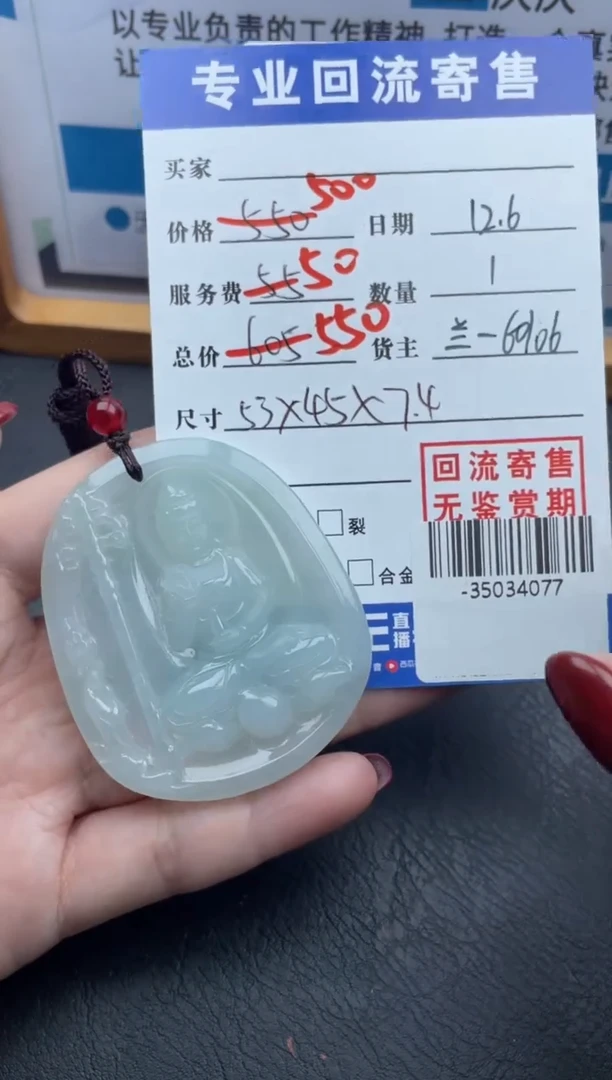 以专业负责的工作精神 打造
让
专业回流寄售
买家
价格 550 500 日期 12.6
服务费 55 50 数量 1
总价 605 550 货主 兰-6906
尺寸 53X45X7.4
回流寄售
无鉴赏期
裂
合金
-35034077
直
播